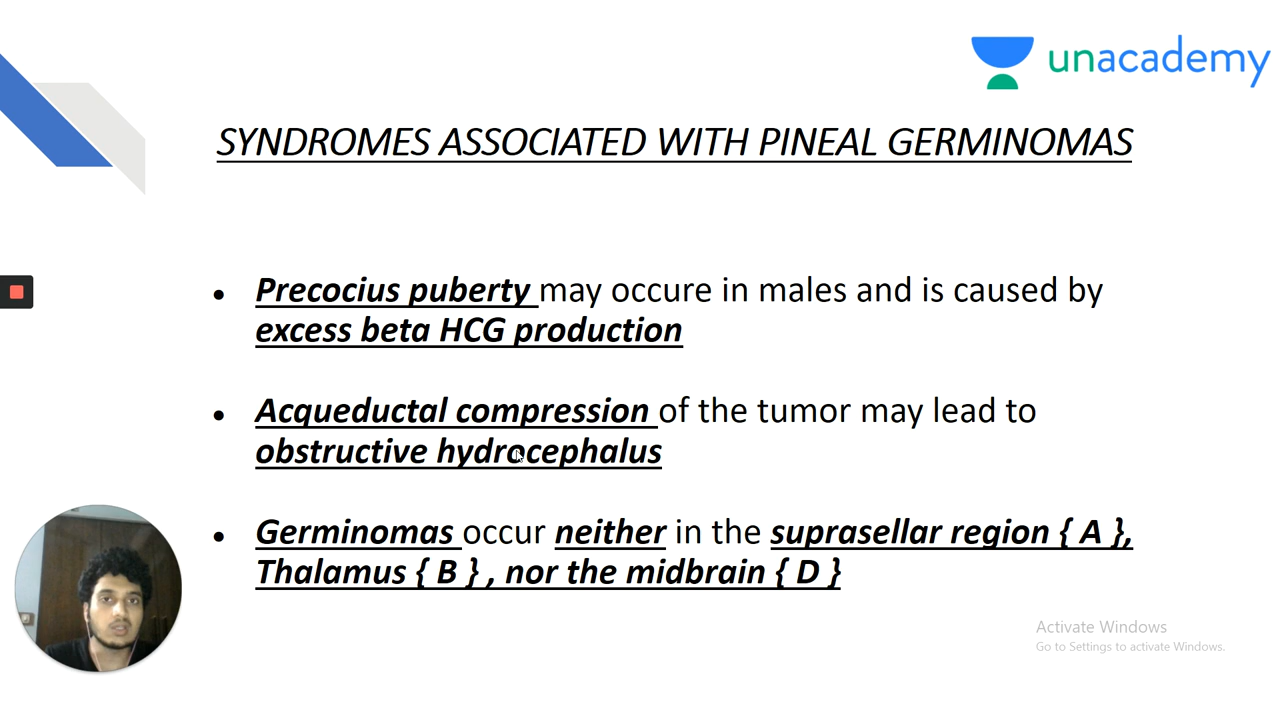 unacademy
SYNDROMES ASSOCIATED WITH PINEAL GERMINOMAS
• Precocius puberty may occure in males and is caused by
excess beta HCG production
• Acqueductal compression of the tumor may lead to
obstructive hydrocephalus
• Germinomas occur neither in the suprasellar region { A },
Thalamus { B } , nor the midbrain { D }
Activate Windows
Go to Settings to activate Windows.